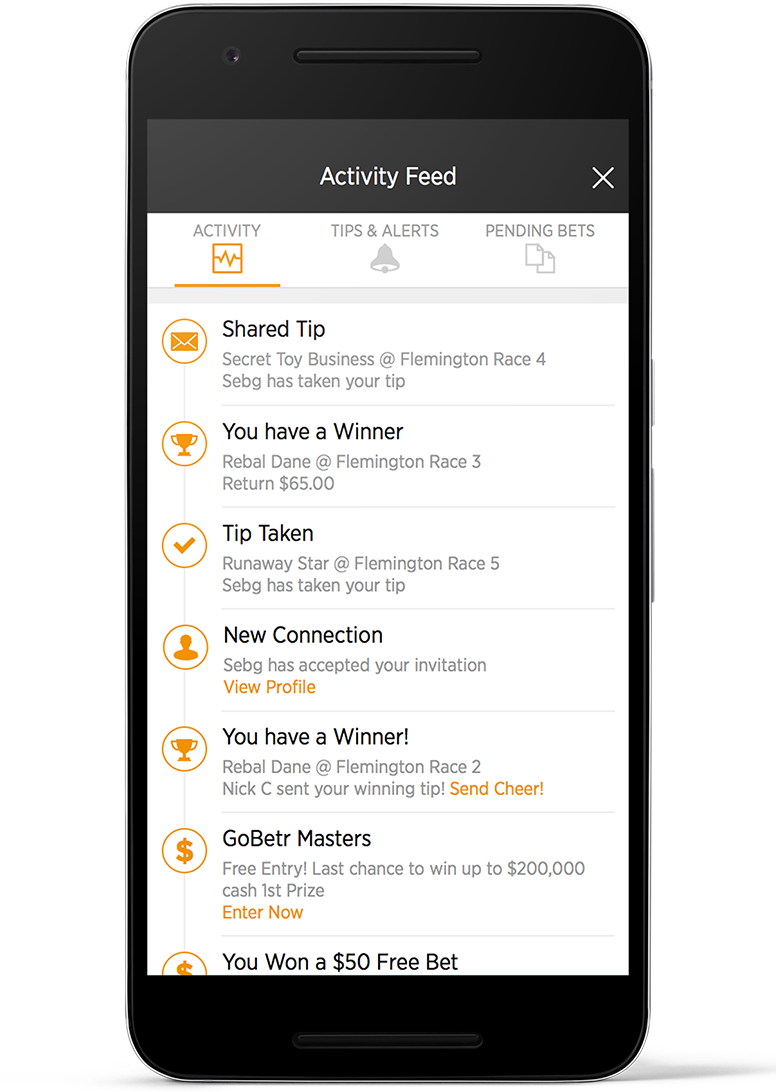 Activity Feed
ACTIVITY
TIPS & ALERTS
PENDING BETS
Shared Tip
Secret Toy Business @ Flemington Race 4
Sebg has taken your tip
You have a Winner
Rebal Dane @ Flemington Race 3
Return $65.00
Tip Taken
Runaway Star @ Flemington Race 5
Sebg has taken your tip
New Connection
Sebg has accepted your invitation
View Profile
You have a Winner!
Rebal Dane @ Flemington Race 2
Nick C sent your winning tip! Send Cheer!
GoBetr Masters
Free Entry! Last chance to win up to $200,000
cash 1st Prize
Enter Now
You Won a $50 Free Bet